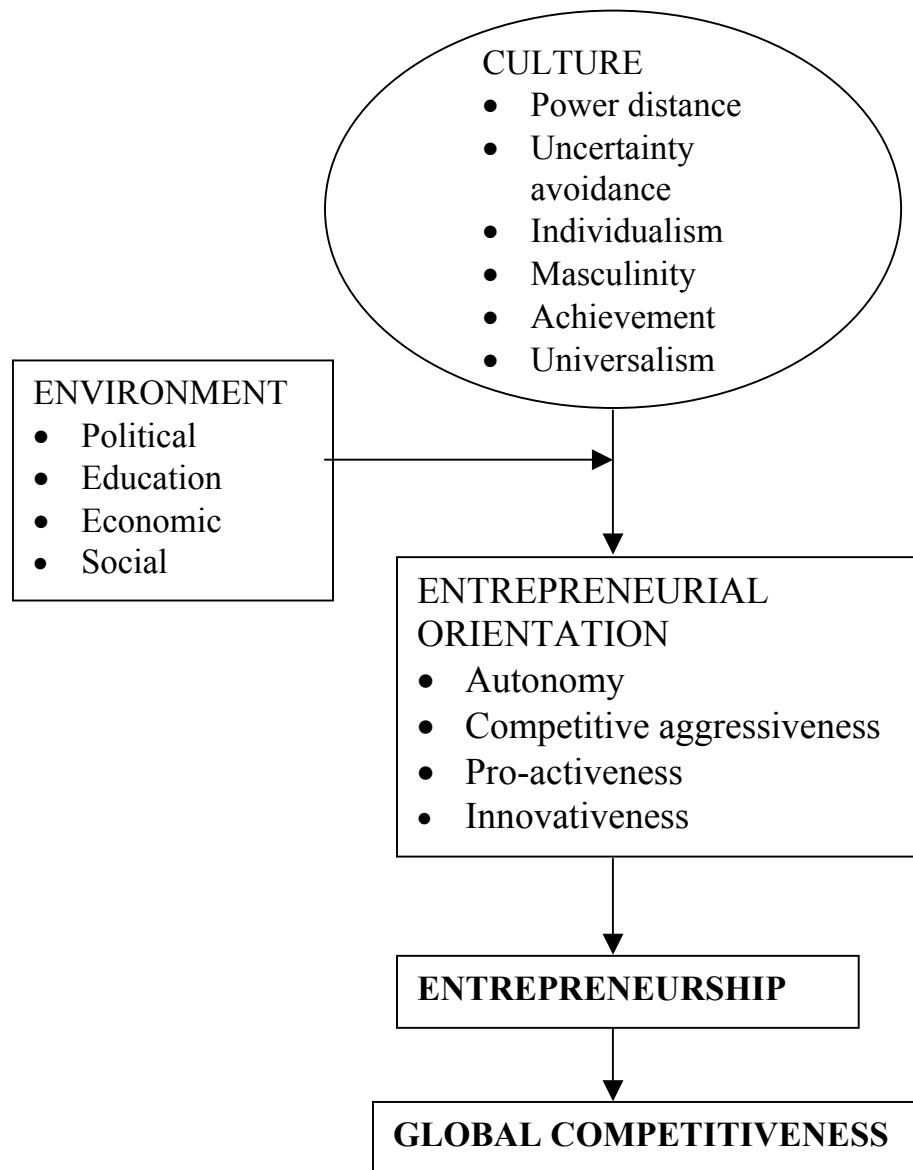 CULTURE
• Power distance
• Uncertainty
avoidance
• Individualism
• Masculinity
• Achievement
• Universalism
ENVIRONMENT
• Political
• Education
• Economic
• Social
ENTREPRENEURIAL
ORIENTATION
• Autonomy
• Competitive aggressiveness
• Pro-activeness
• Innovativeness
ENTREPRENEURSHIP
GLOBAL COMPETITIVENESS